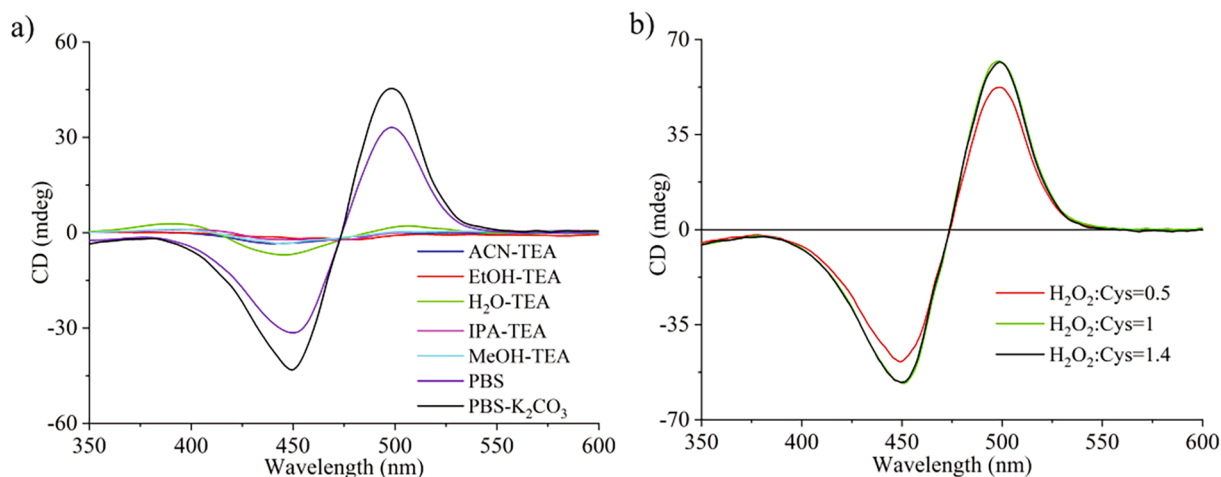 a)
60
30
0
-30
-60
CD (mdeg)
350
400
450
500
550
600
Wavelength (nm)
ACN-TEA
EtOH-TEA
H₂O-TEA
IPA-TEA
MeOH-TEA
PBS
PBS-K₂CO₃
b)
70
35
0
-35
-70
CD (mdeg)
350
400
450
500
550
600
Wavelength (nm)
H₂O₂:Cys=0.5
H₂O₂:Cys=1
H₂O₂:Cys=1.4